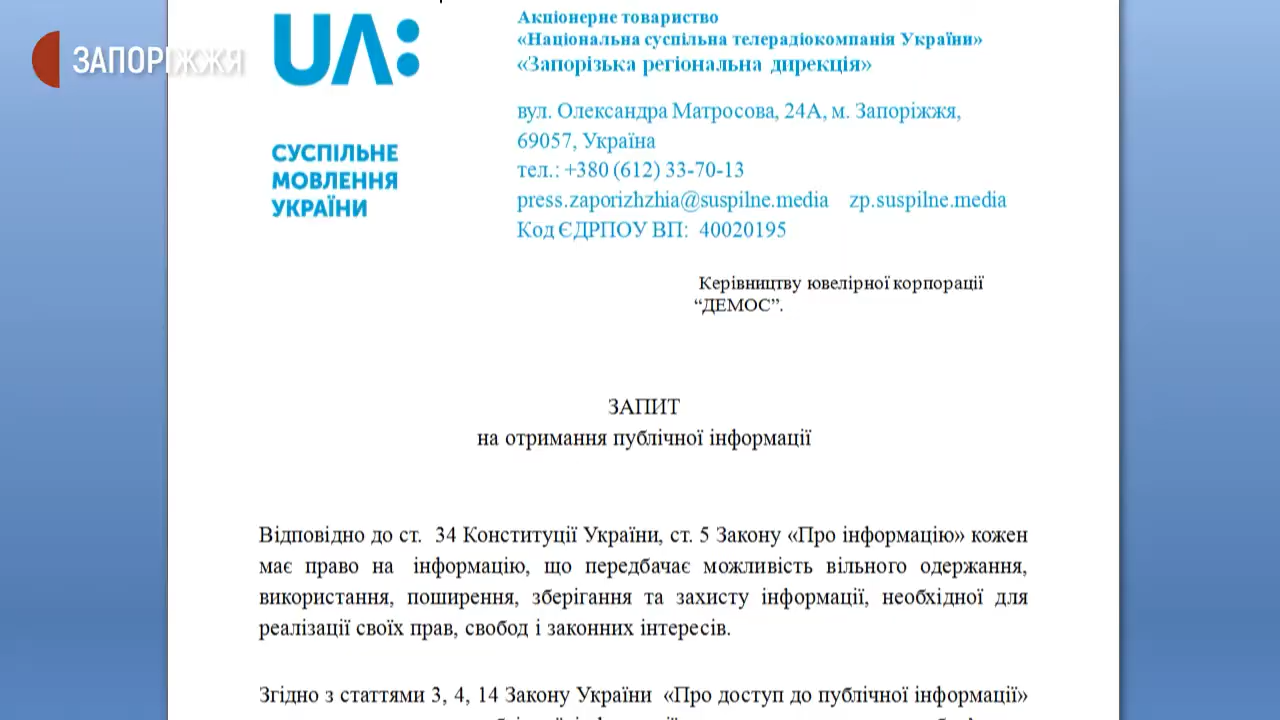 ЗАПОРІЖЖЯ
UA:
СУСПІЛЬНЕ
МОВЛЕННЯ
УКРАЇНИ
Акціонерне товариство
«Національна суспільна телерадіокомпанія України»
«Запорізька регіональна дирекція»
вул. Олександра Матросова, 24А, м. Запоріжжя,
69057, Україна
тел.: +380 (612) 33-70-13
press.zaporizhzhia@suspilne.media zp.suspilne.media
Код ЄДРПОУ ВП: 40020195
Керівництву ювелірної корпорації
“ДЕМОС”.
ЗАПИТ
на отримання публічної інформації
Відповідно до ст. 34 Конституції України, ст. 5 Закону «Про інформацію» кожен
має право на інформацію, що передбачає можливість вільного одержання,
використання, поширення, зберігання та захисту інформації, необхідної для
реалізації своїх прав, свобод і законних інтересів.
Згідно з статтями 3, 4, 14 Закону України «Про доступ до публічної інформації»